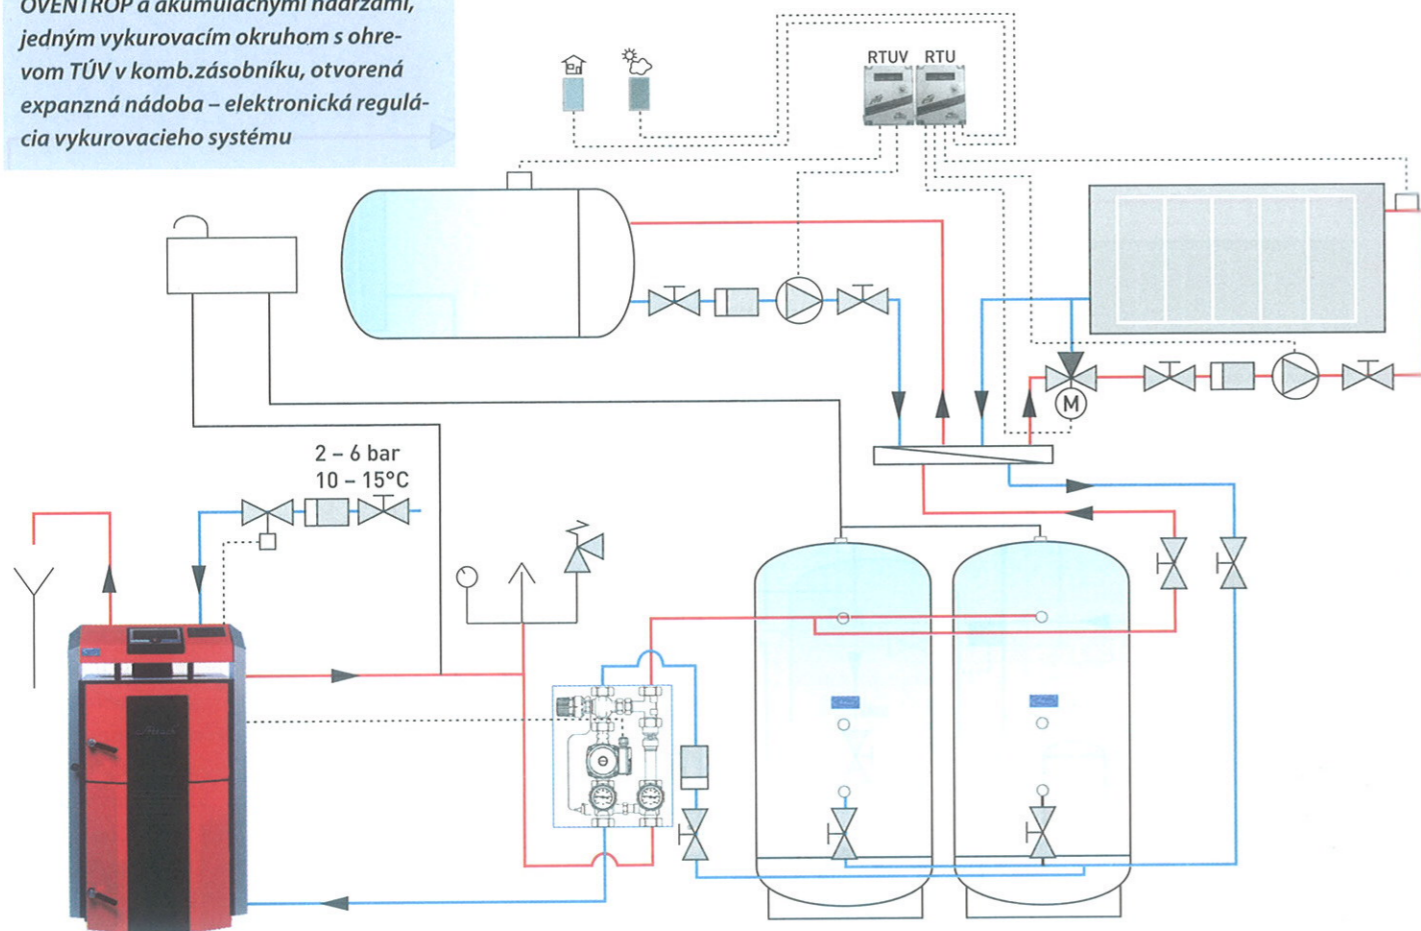 OVENTROP a akumulačnými nádržami,
jedným vykurovacím okruhom s ohre-
vom TÚV v komb.zásobníku, otvorená
expanzná nádoba – elektronická regulá-
cia vykurovacieho systému
RTUV RTU
M
2 – 6 bar
10 – 15°C